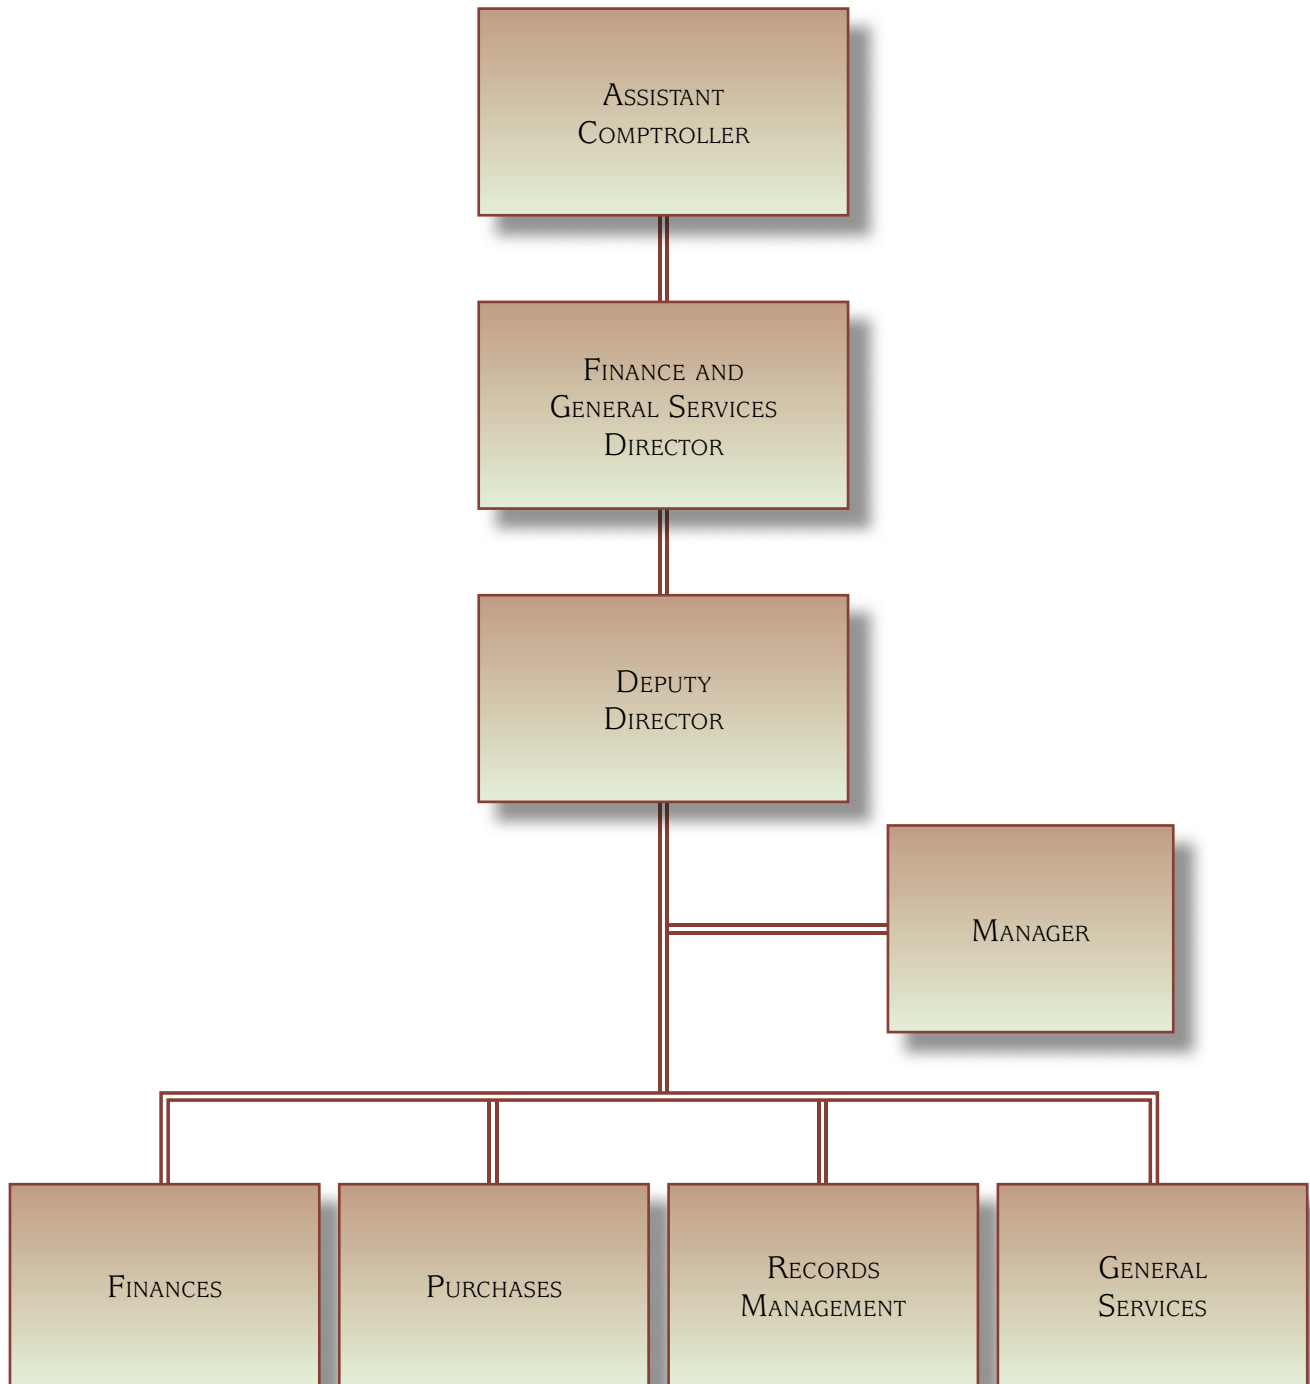 Assistant
Comptroller
Finance and
General Services
Director
Deputy
Director
Manager
Finances
Purchases
Records
Management
General
Services